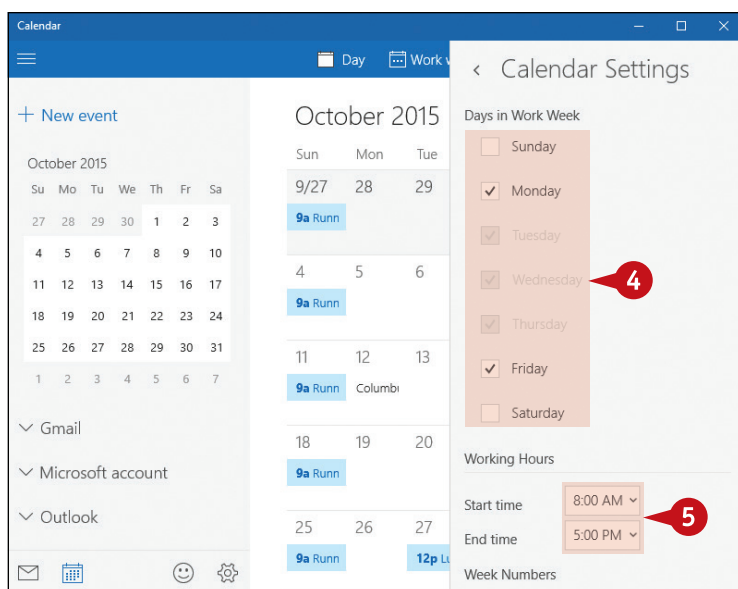 Calendar
Day Work
+ New event
October 2015
Su Mo Tu We Th Fr Sa
27 28 29 30 1 2 3
4 5 6 7 8 9 10
11 12 13 14 15 16 17
18 19 20 21 22 23 24
25 26 27 28 29 30 31
1 2 3 4 5 6 7
Gmail
Microsoft account
Outlook
October 2015
Sun Mon Tue
9/27 28 29
9a Runn
4 5 6
9a Runn
11 12 13
9a Runn Columb
18 19 20
9a Runn
25 26 27
9a Runn 12p L
Calendar Settings
Days in Work Week
Sunday
Monday
Tuesday
Wednesday
Thursday
Friday
Saturday
4
Working Hours
Start time 8:00 AM
End time 5:00 PM
5
Week Numbers